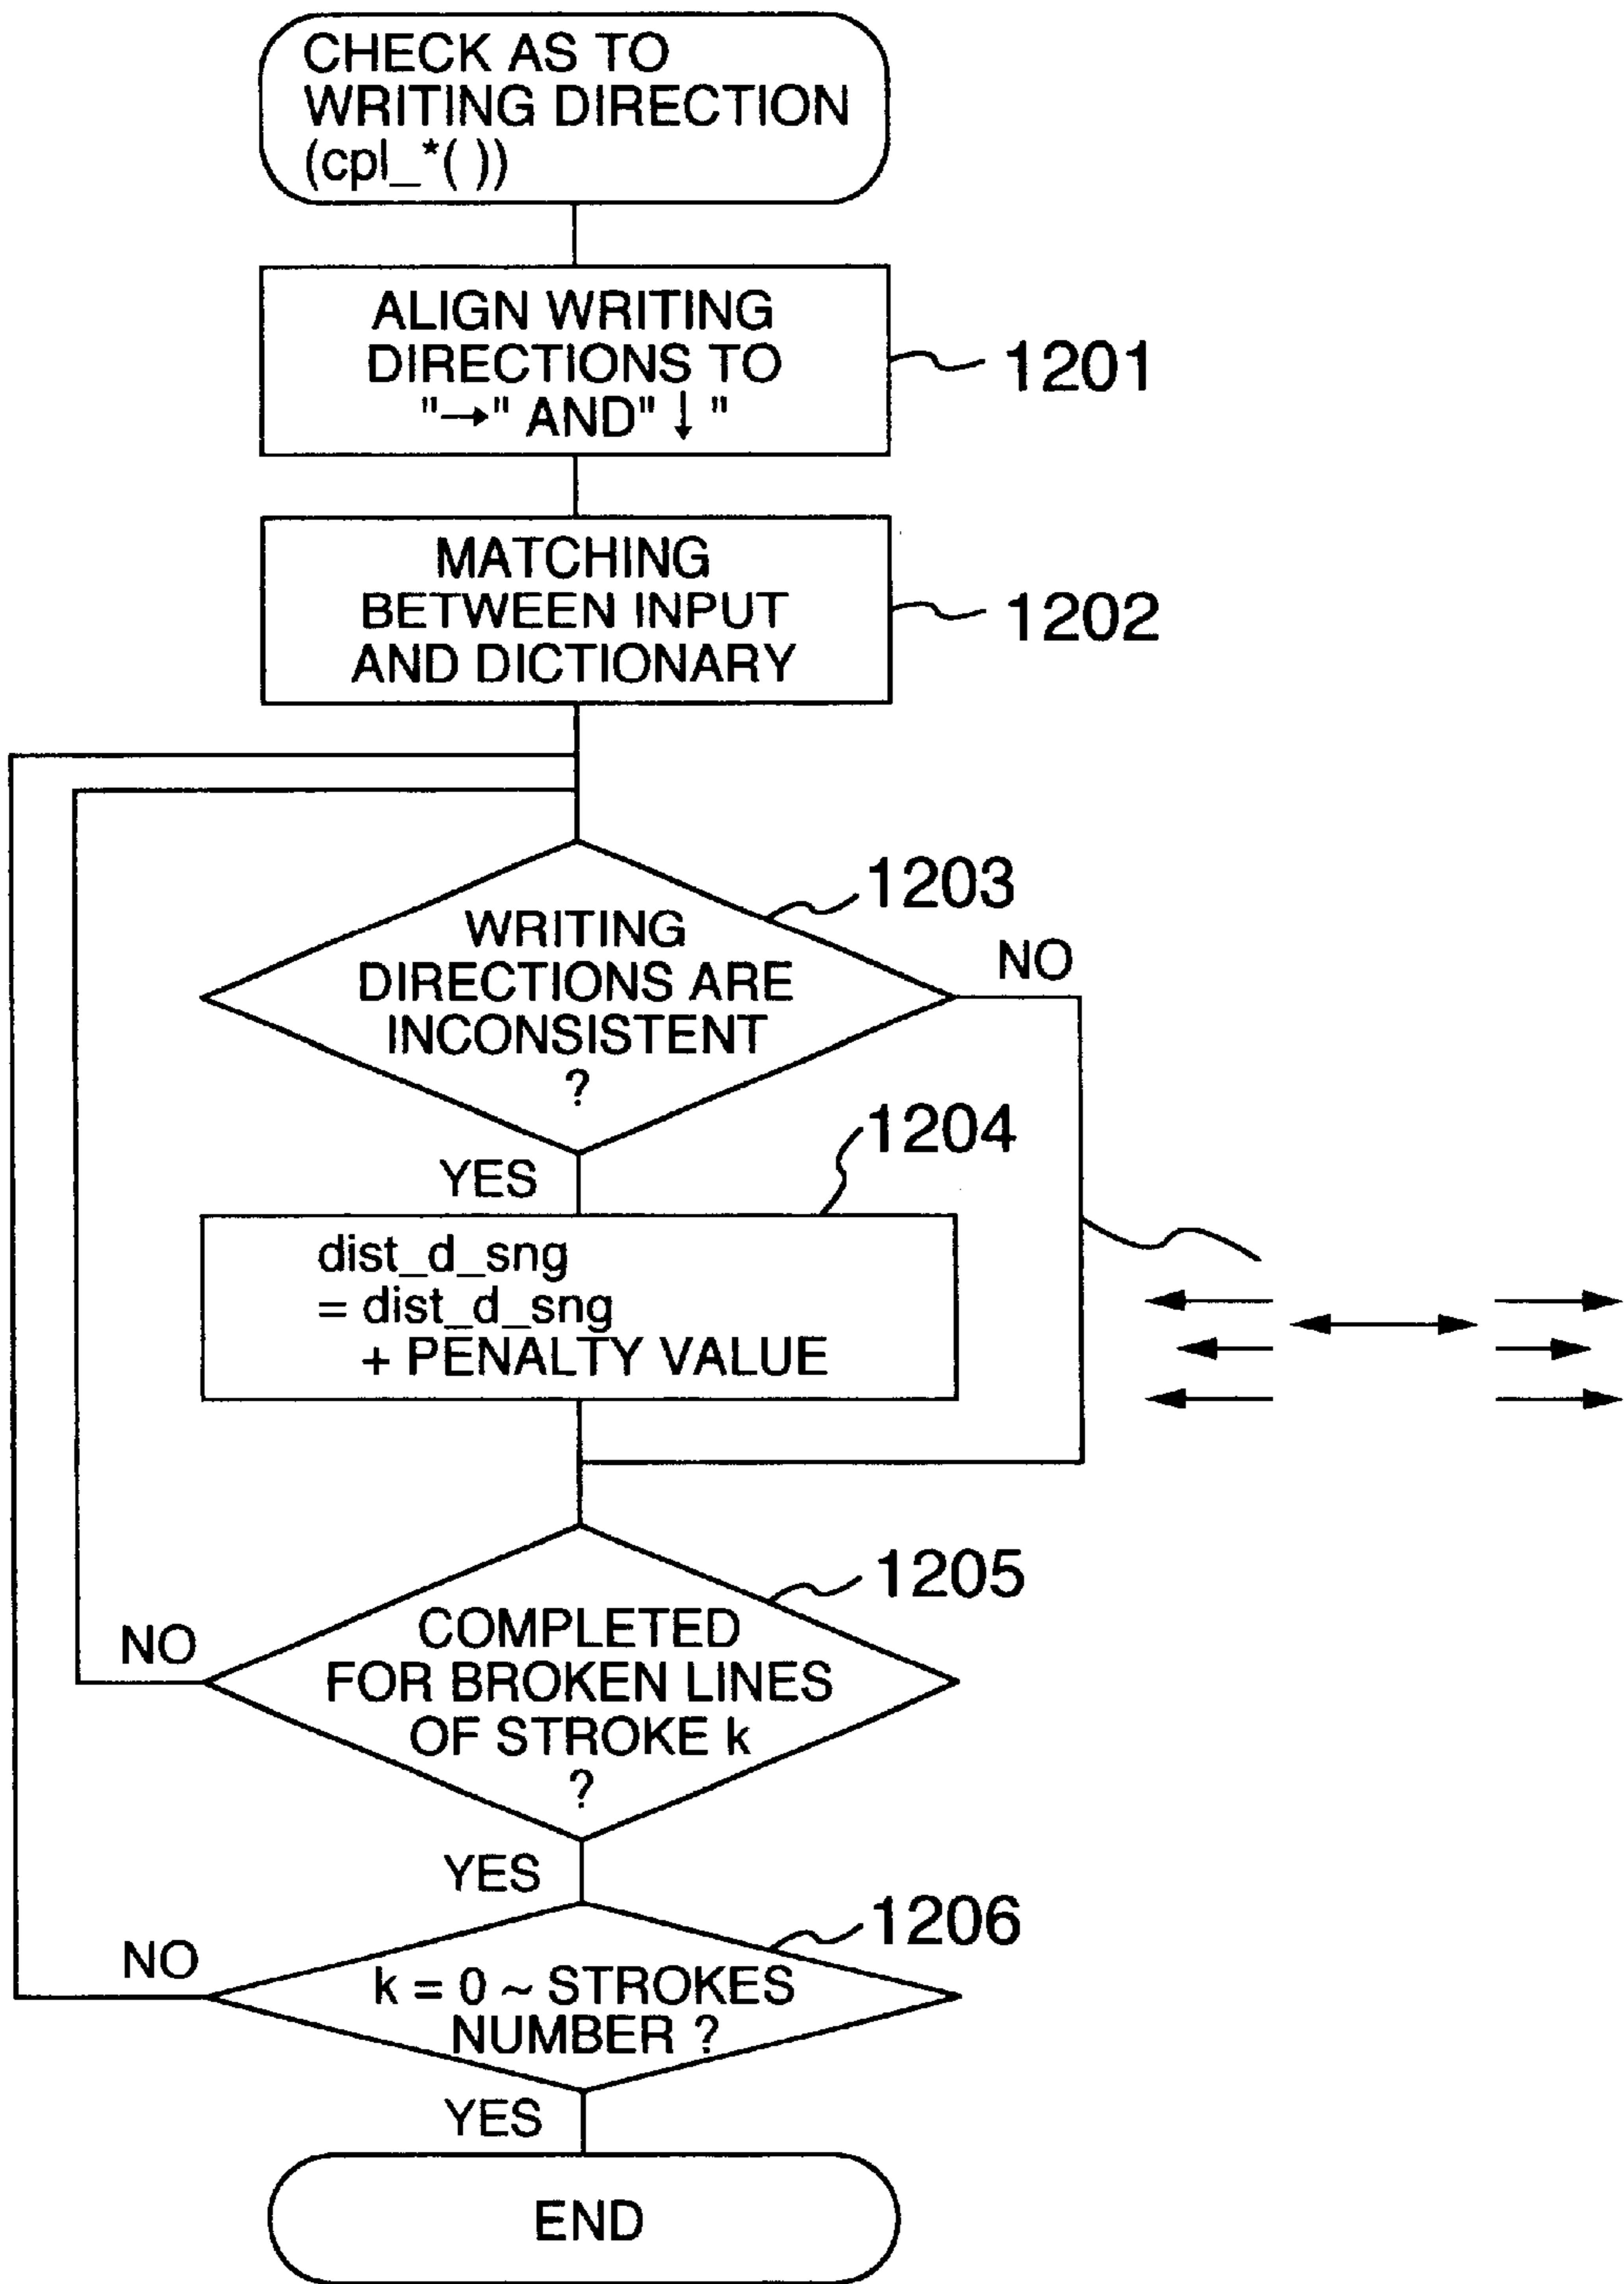 CHECK AS TO
WRITING DIRECTION
(cpl_*( ))
ALIGN WRITING
DIRECTIONS TO
"→" AND" ↓ "
1201
MATCHING
BETWEEN INPUT
AND DICTIONARY
1202
1203
WRITING
DIRECTIONS ARE
INCONSISTENT
?
NO
YES
1204
dist_d_sng
= dist_d_sng
+ PENALTY VALUE
1205
COMPLETED
FOR BROKEN LINES
OF STROKE k
?
NO
YES
1206
k = 0 ~ STROKES
NUMBER ?
NO
YES
END